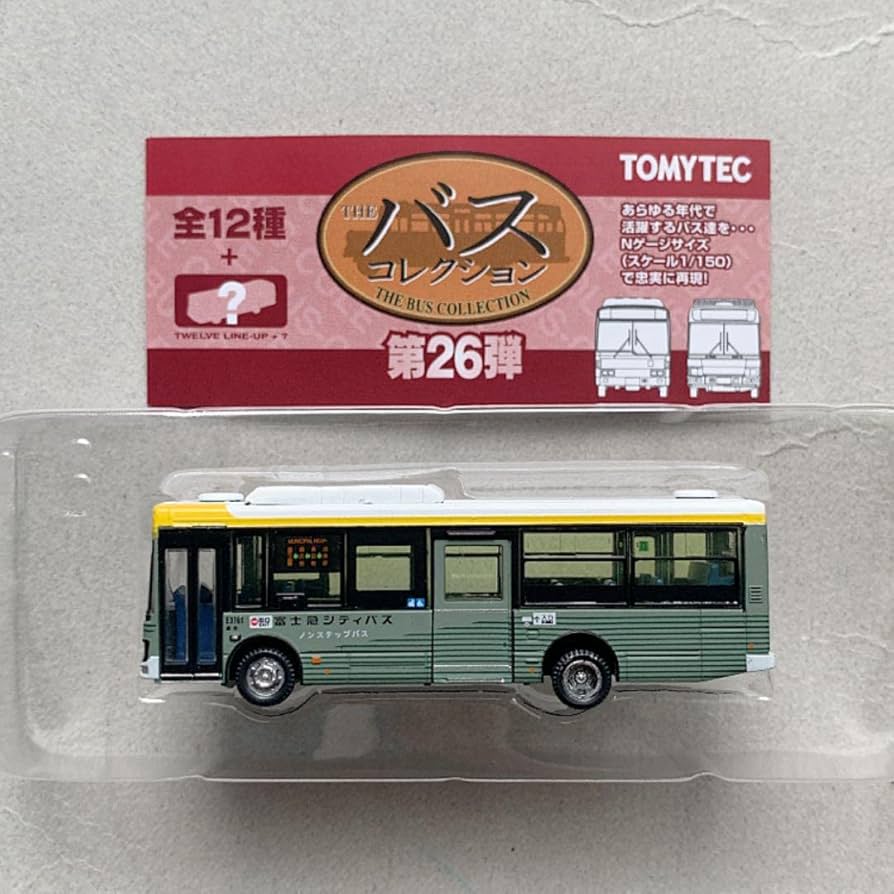 TOMYTEC
全12種
+
?
TWELVE LINE-UP + ?
THE
バス
コレクション
THE BUS COLLECTION
第26弾
あらゆる年代で
活躍するバス達を・・・
Nゲージサイズ
(スケール1/150)
で忠実に再現!
E3761
富士急シティバス
ノンステップバス
入口